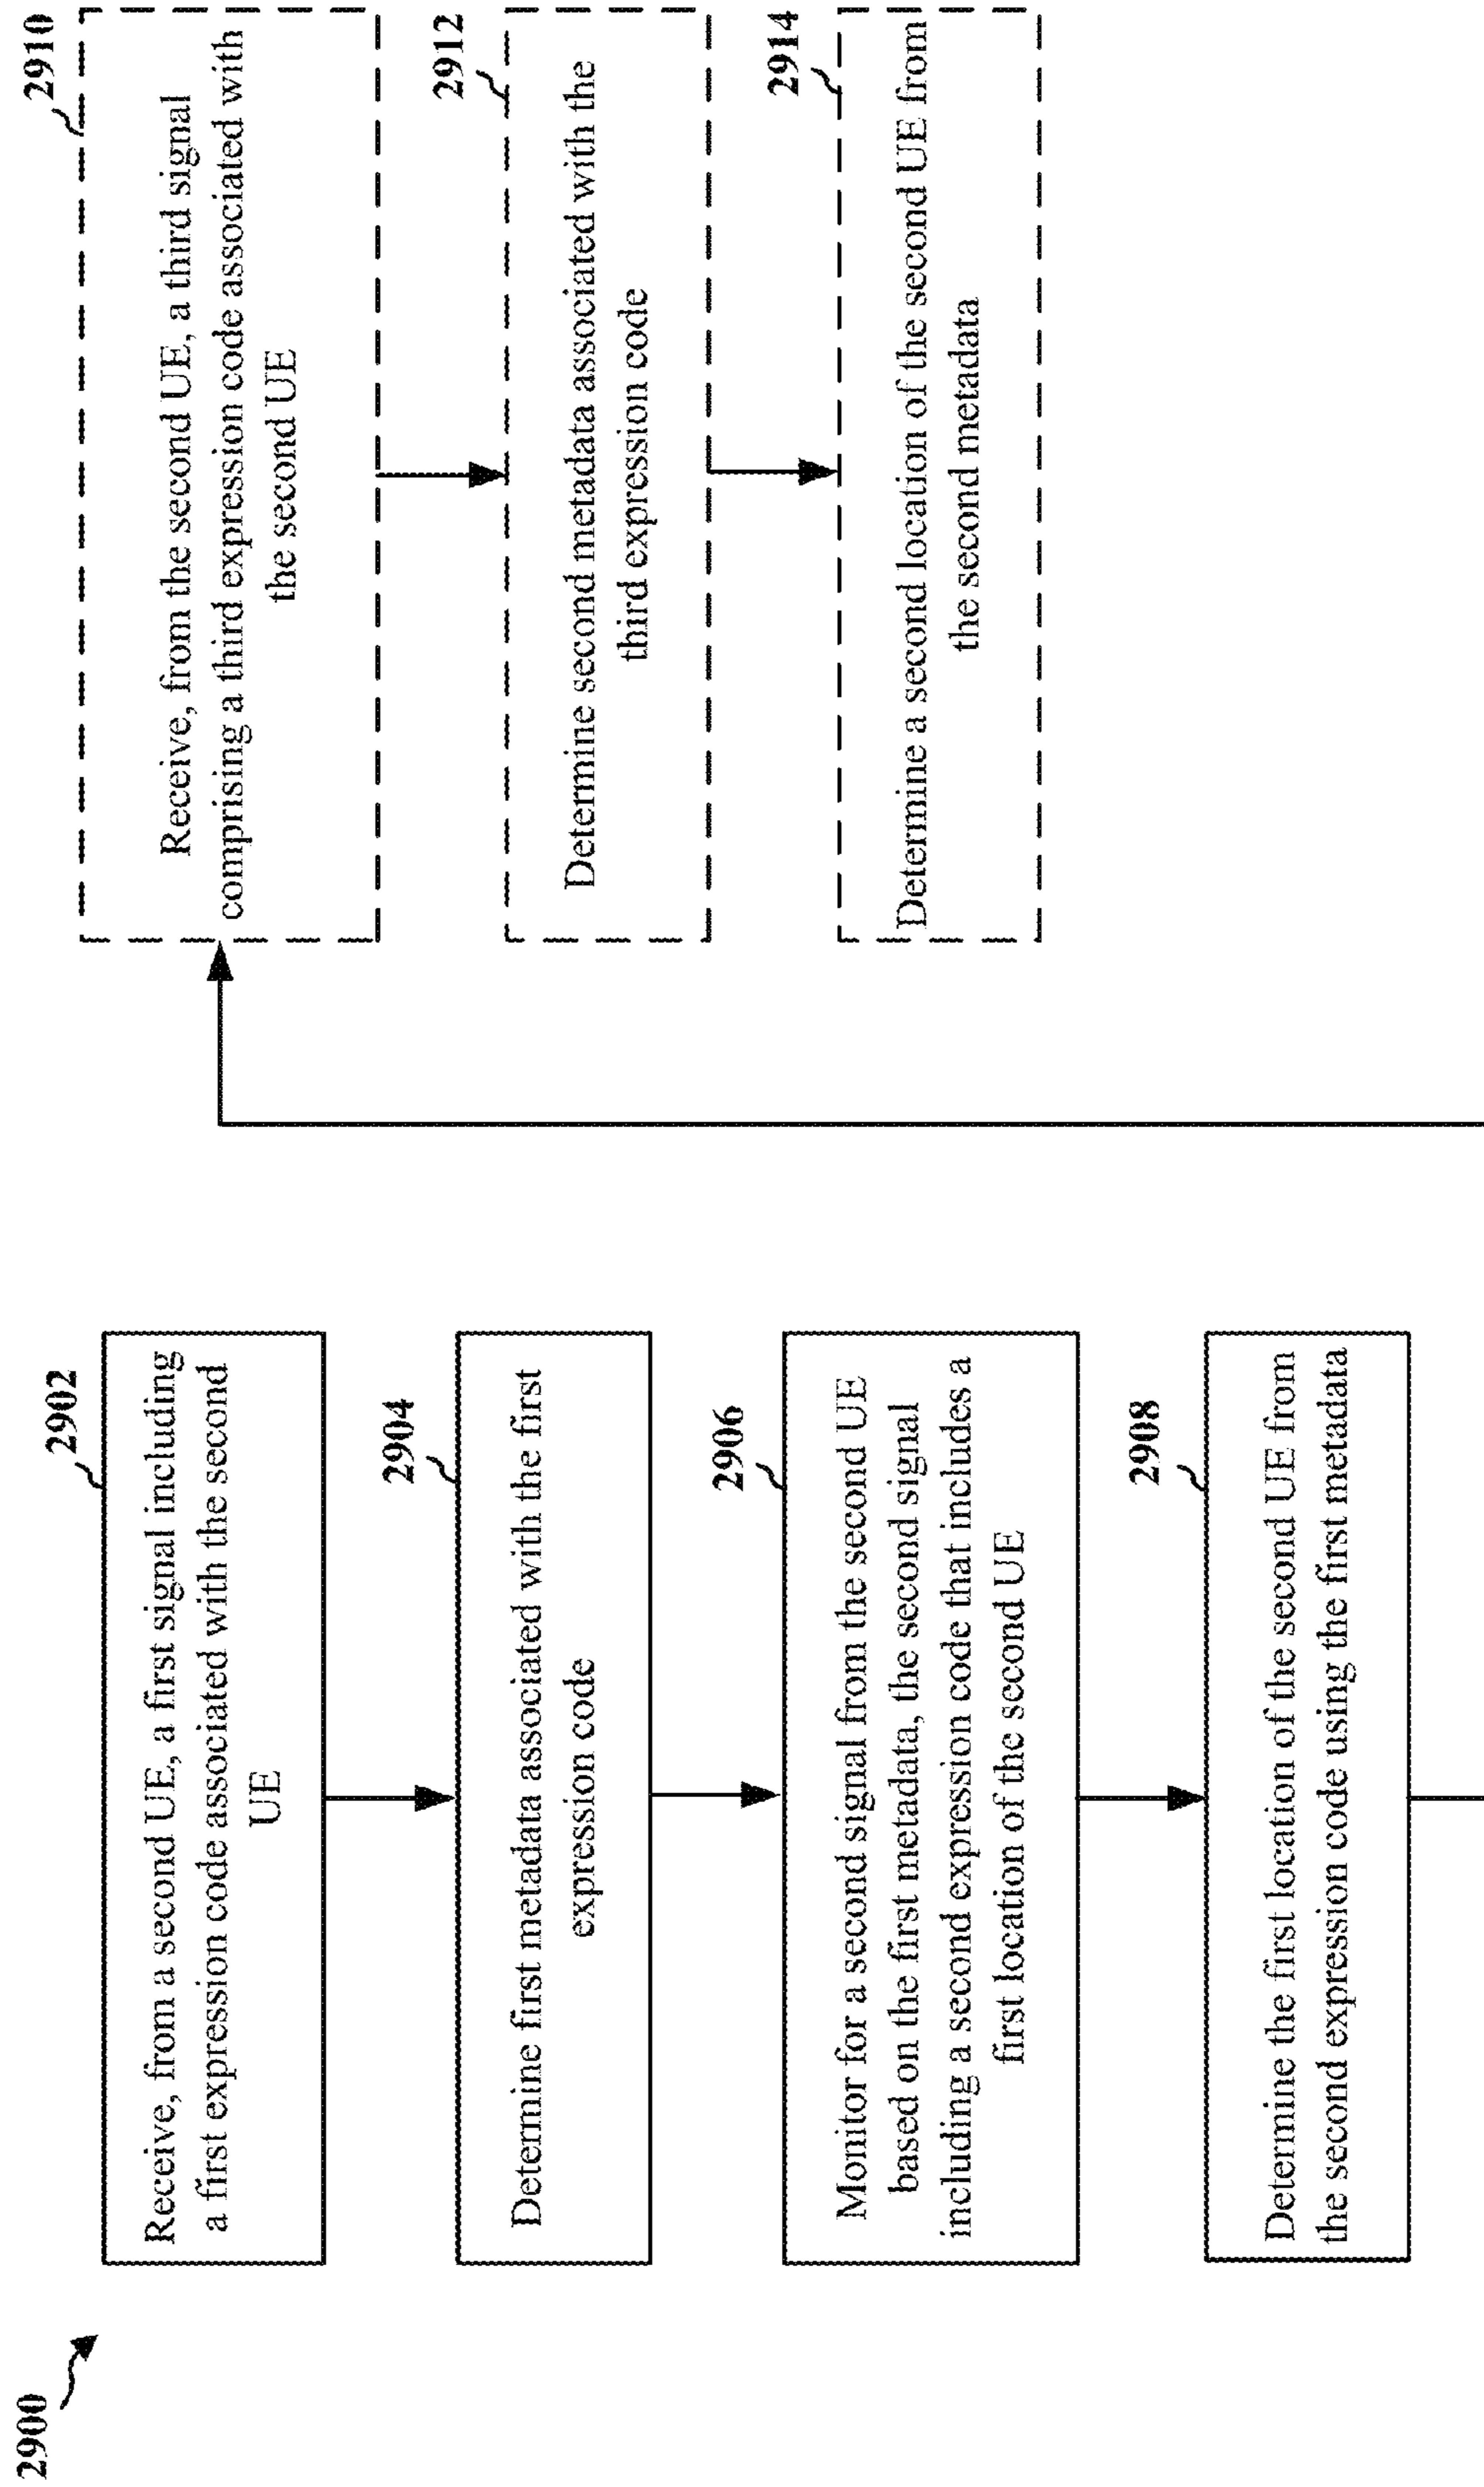 2900
2902
Receive, from a second UE, a first signal including
a first expression code associated with the second
UE
2904
Determine first metadata associated with the first
expression code
2906
Monitor for a second signal from the second UE
based on the first metadata, the second signal
including a second expression code that includes a
first location of the second UE
2908
Determine the first location of the second UE from
the second expression code using the first metadata
2910
Receive, from the second UE, a third signal
comprising a third expression code associated with
the second UE
2912
Determine second metadata associated with the
third expression code
2914
Determine a second location of the second UE from
the second metadata